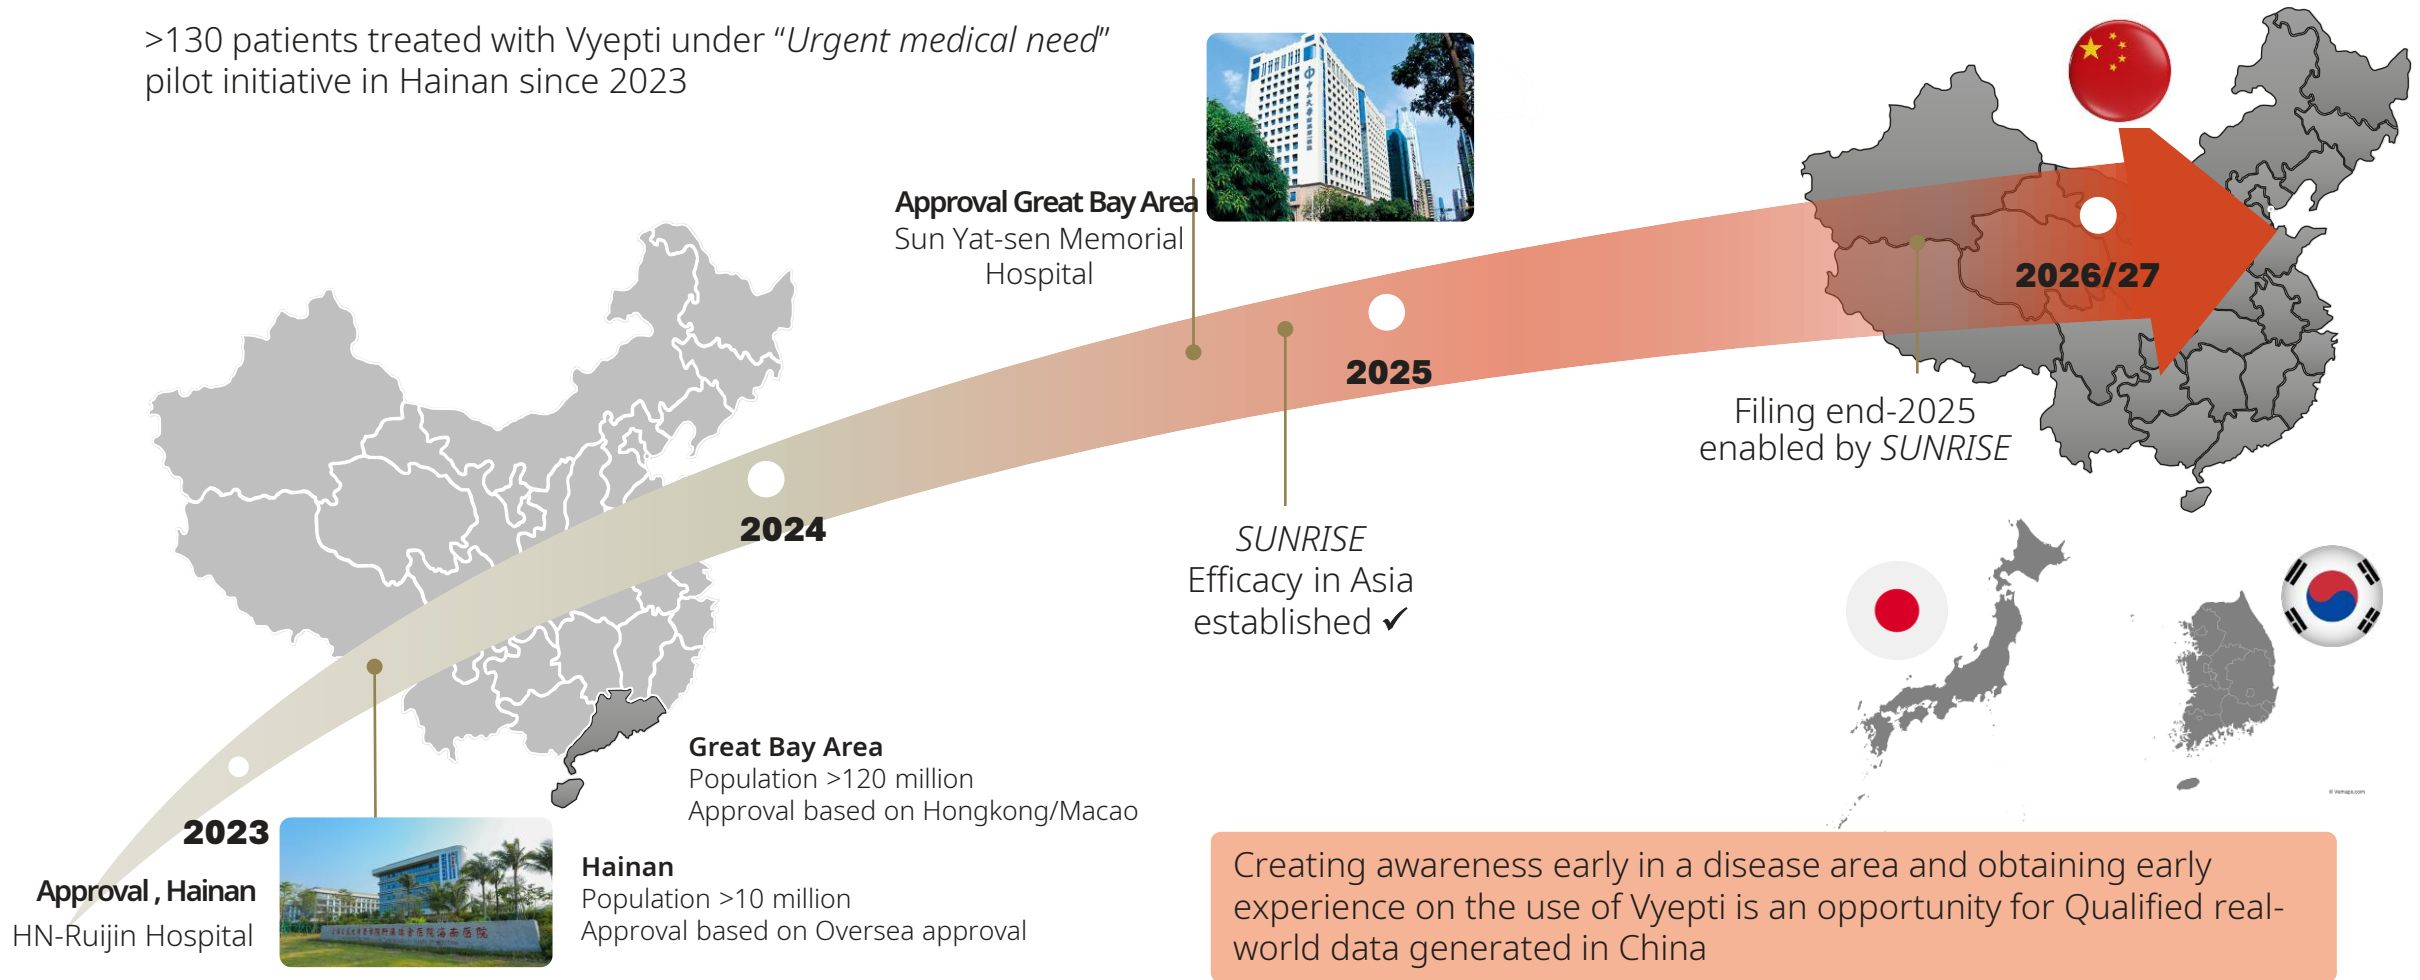 >130 patients treated with Vyepti under “Urgent medical need”
pilot initiative in Hainan since 2023
Approval Great Bay Area
Sun Yat-sen Memorial
Hospital
2026/27
2025
Filing end-2025
enabled by SUNRISE
2024
SUNRISE
Efficacy in Asia
established ✓
Great Bay Area
Population >120 million
Approval based on Hongkong/Macao
2023
Approval , Hainan
HN-Ruijin Hospital
Hainan
Population >10 million
Approval based on Oversea approval
Creating awareness early in a disease area and obtaining early
experience on the use of Vyepti is an opportunity for Qualified real-
world data generated in China